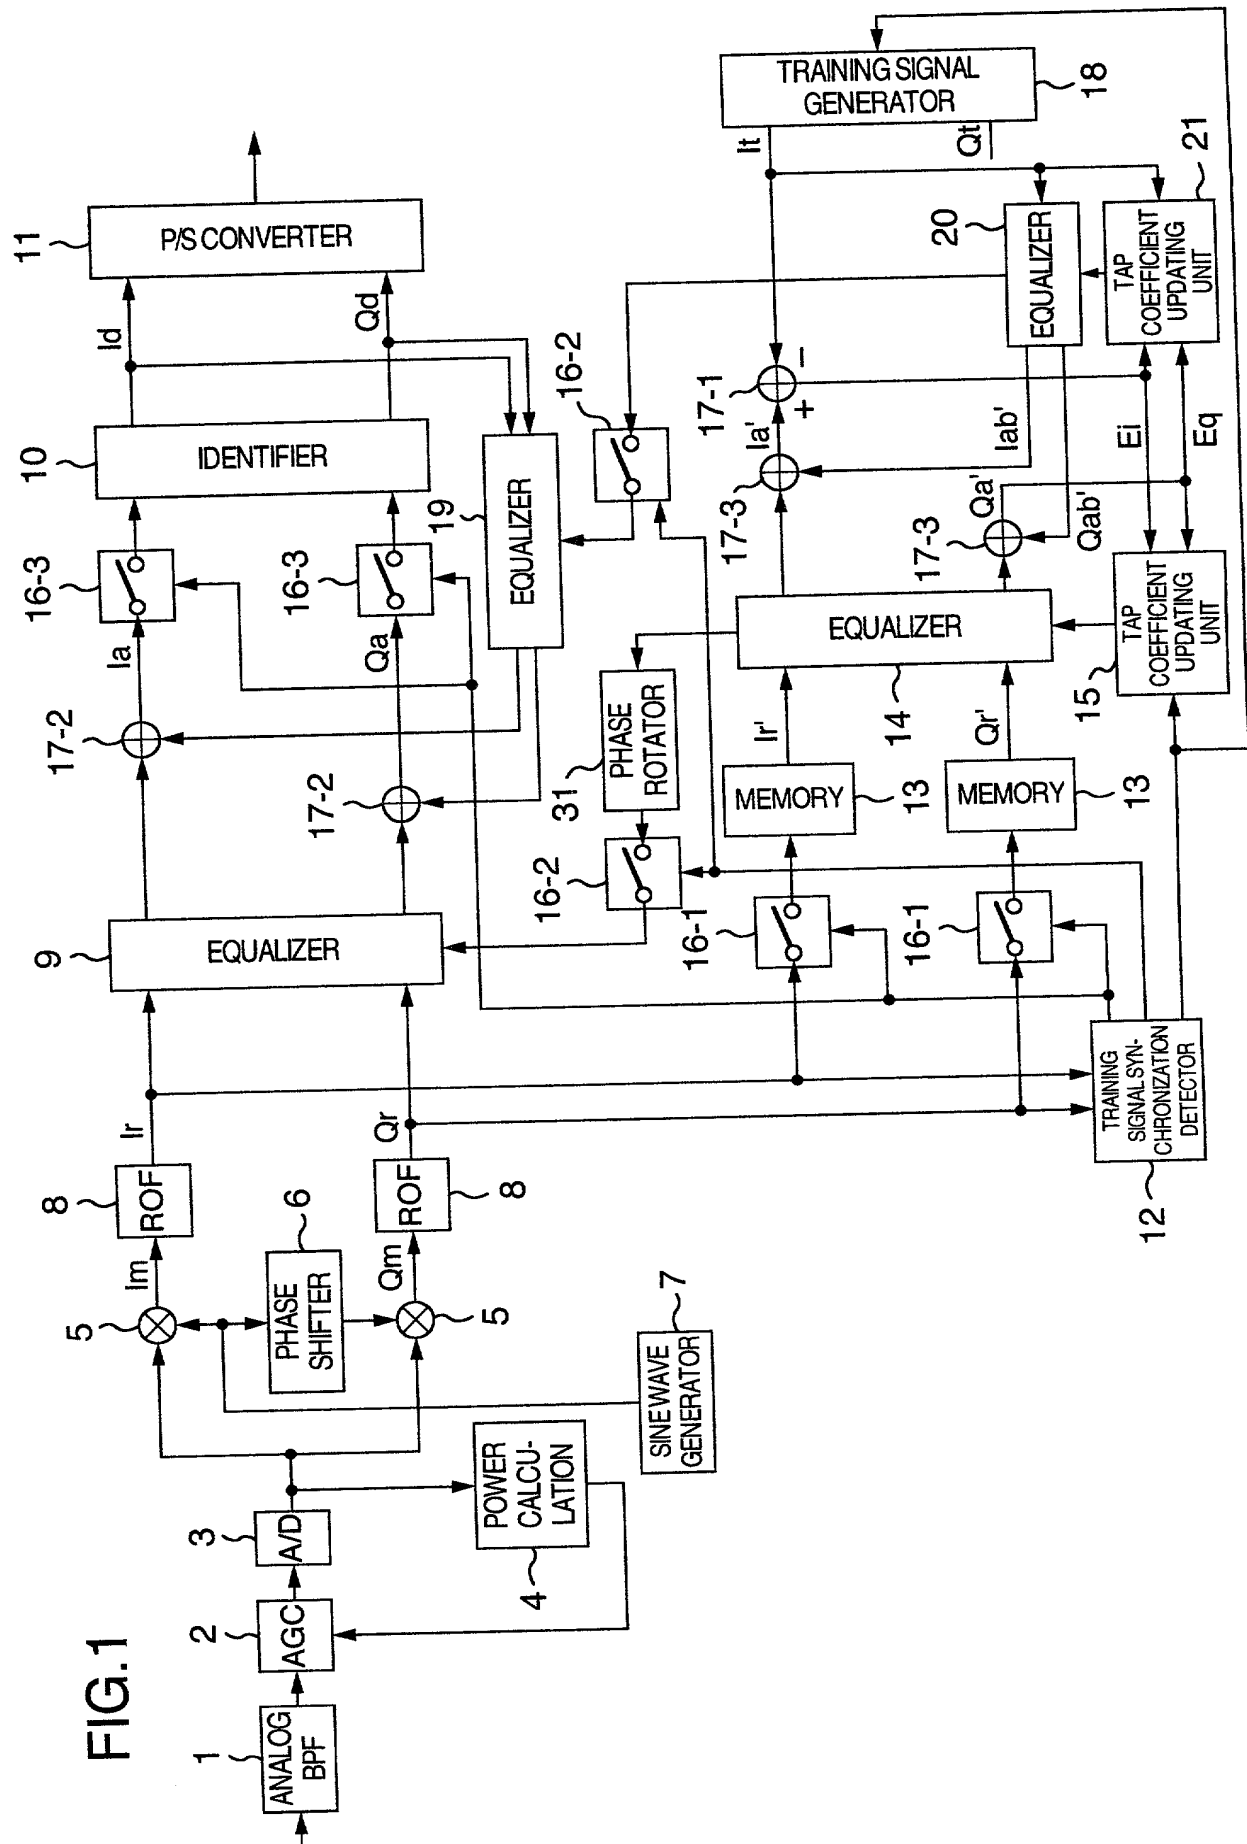 FIG.1
1
ANALOG
BPF
2
AGC
3
A/D
4
POWER
CALCU-
LATION
5
5
6
PHASE
SHIFTER
7
SINEWAVE
GENERATOR
Im
Qm
8
ROF
8
ROF
Ir
Qr
9
EQUALIZER
17-2
17-2
Ia
Qa
16-3
16-3
10
IDENTIFIER
Id
Qd
11
P/S CONVERTER
19
EQUALIZER
16-2
16-2
31
PHASE
ROTATOR
12
TRAINING
SIGNAL SYN-
CHRONIZATION
DETECTOR
16-1
16-1
MEMORY
13
MEMORY
13
Ir'
Qr'
14
EQUALIZER
15
TAP
COEFFICIENT
UPDATING
UNIT
17-3
17-3
Ia'
Qa'
17-1
+
−
Iab'
Qab'
Ei
Eq
20
EQUALIZER
21
TAP
COEFFICIENT
UPDATING
UNIT
It
Qt
TRAINING SIGNAL
GENERATOR
18